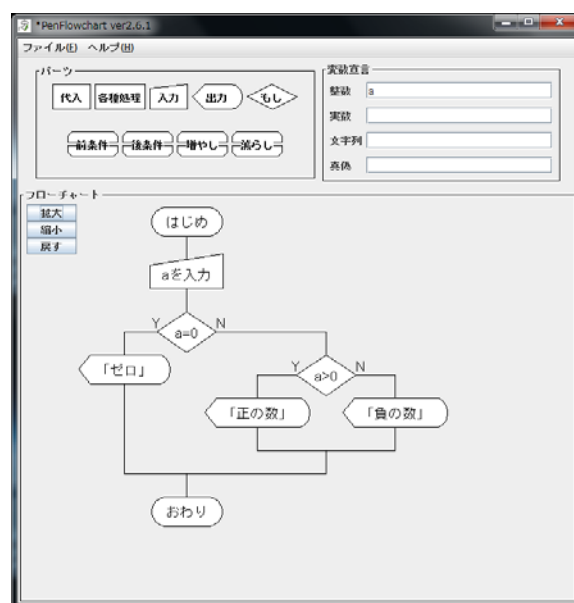 *PenFlowchart ver2.6.1
ファイル(F) ヘルプ(H)
パーツ
代入 各種処理 入力 出力 もし
前条件 後条件 増やし 減らし
変数宣言
整数 a
実数
文字列
真偽
フローチャート
拡大
縮小
戻す
はじめ
aを入力
Y a=0 N
「ゼロ」
Y a>0 N
「正の数」 「負の数」
おわり